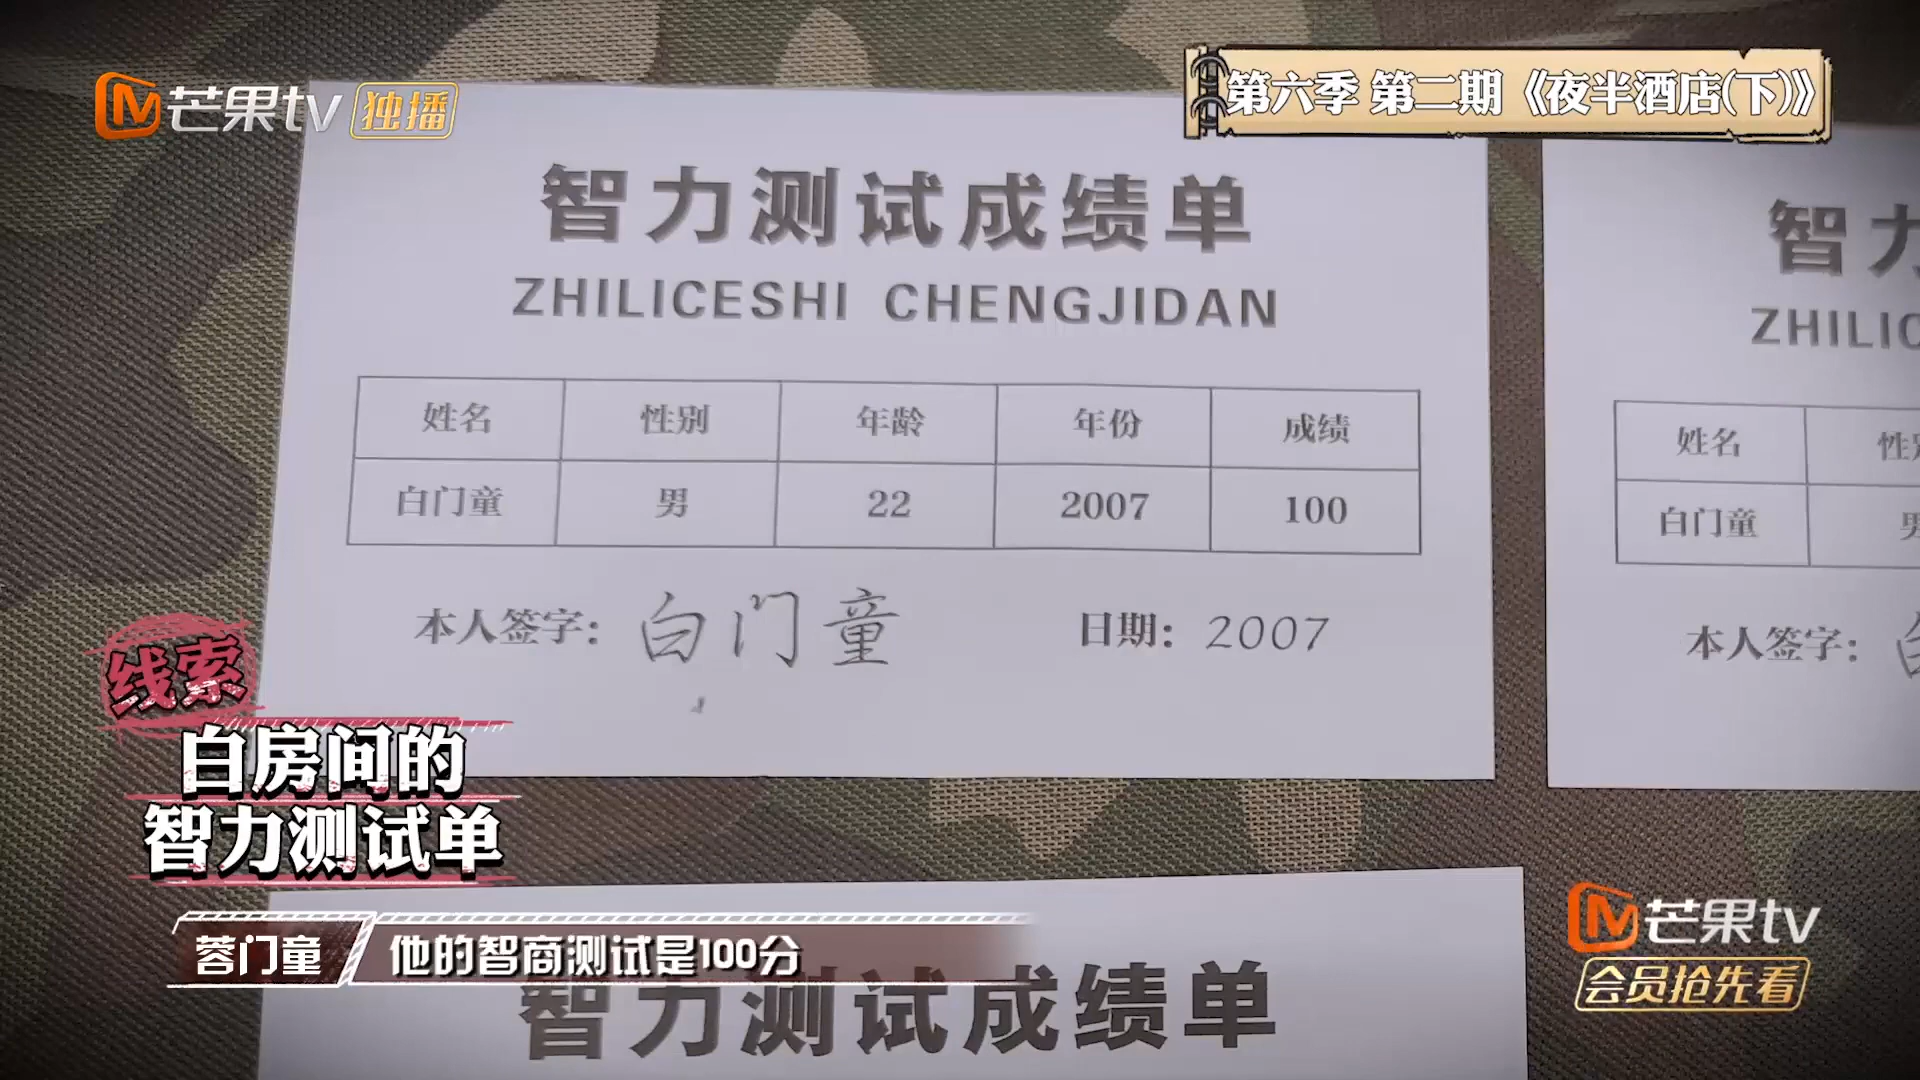 芒果tv 独播
第六季 第二期《夜半酒店(下)》
智力测试成绩单
ZHILICESHI CHENGJIDAN
姓名 性别 年龄 年份 成绩
白门童 男 22 2007 100
本人签字：白门童 日期：2007
智力
ZHILIC
姓名 性别
白门童 男
本人签字：
线索
白房间的
智力测试单
蓉门童 他的智商测试是100分
智力测试成绩单
芒果tv
会员抢先看